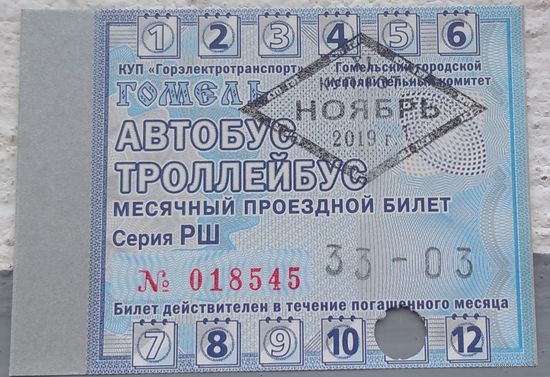 1 2 3 4 5 6
КУП «Горэлектротранспорт» Гомельский городской
исполнительный комитет
ГОМЕЛЬ
НОЯБРЬ
2019 г.
АВТОБУС
ТРОЛЛЕЙБУС
МЕСЯЧНЫЙ ПРОЕЗДНОЙ БИЛЕТ
Серия РШ
33-03
№ 018545
Билет действителен в течение погашенного месяца
7 8 9 10 12